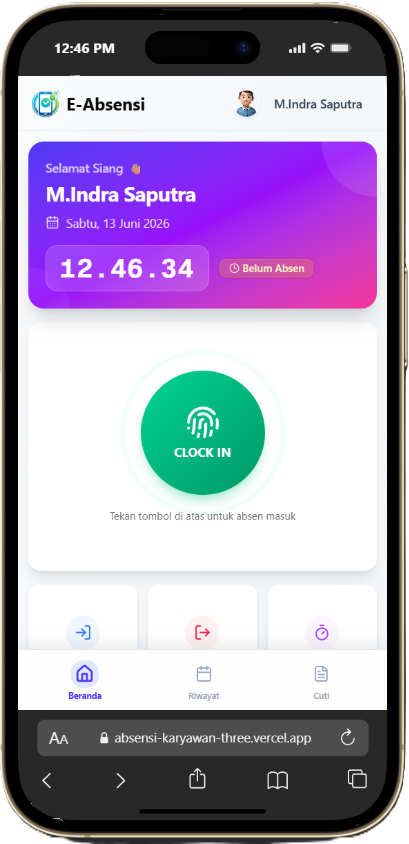 12:46 PM
E-Absensi
M.Indra Saputra
Selamat Siang
M.Indra Saputra
Sabtu, 13 Juni 2026
12.46.34
Belum Absen
CLOCK IN
Tekan tombol di atas untuk absen masuk
Beranda
Riwayat
Cuti
AA
absensi-karyawan-three.vercel.app